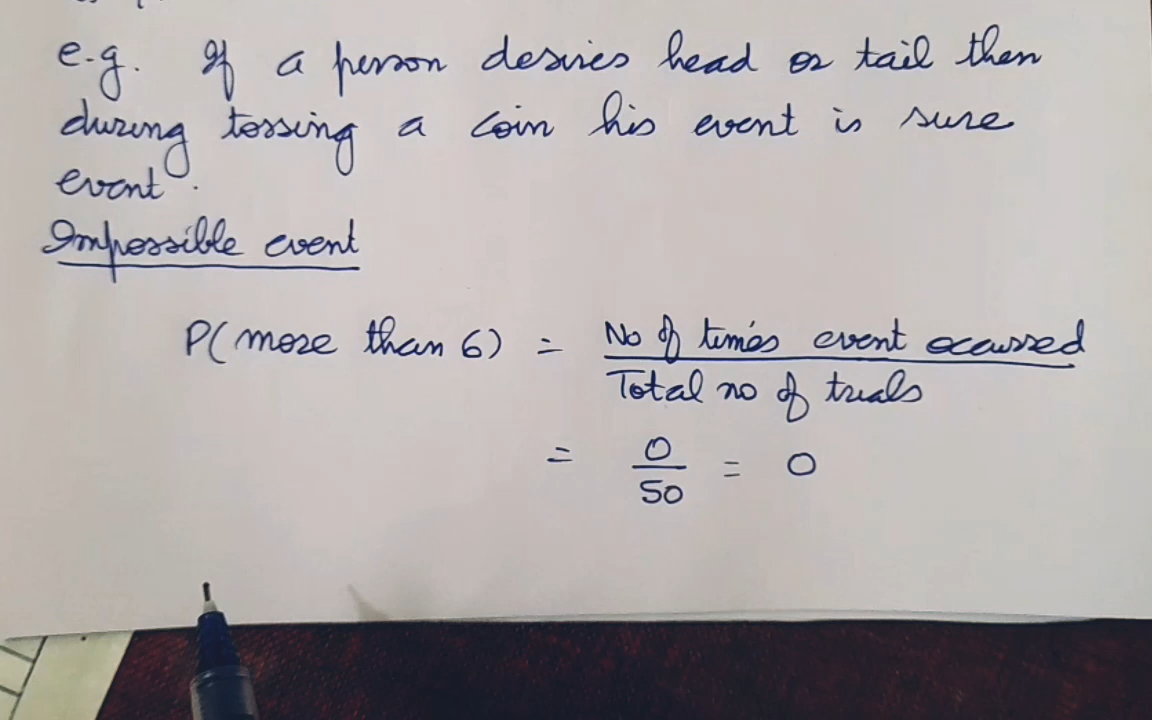 e.g. If a person desires head or tail then
during tossing a coin his event is sure
event.
Impossible event
P(more than 6) = No of times event occurred
Total no of trials
= 0/50 = 0